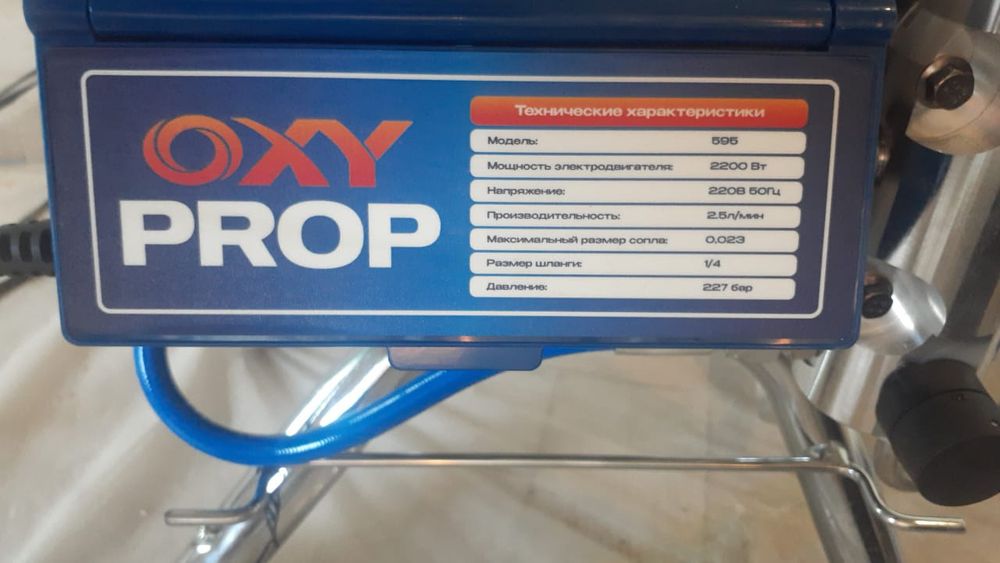 OXY
PROP
Технические характеристики
Модель: 595
Мощность электродвигателя: 2200 Вт
Напряжение: 220В 50Гц
Производительность: 2.5л/мин
Максимальный размер сопла: 0,023
Размер шланги: 1/4
Давление: 227 бар